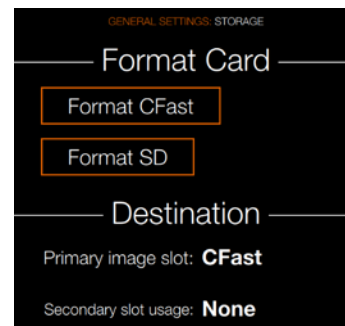 GENERAL SETTINGS: STORAGE
Format Card
Format CFast
Format SD
Destination
Primary image slot: CFast
Secondary slot usage: None